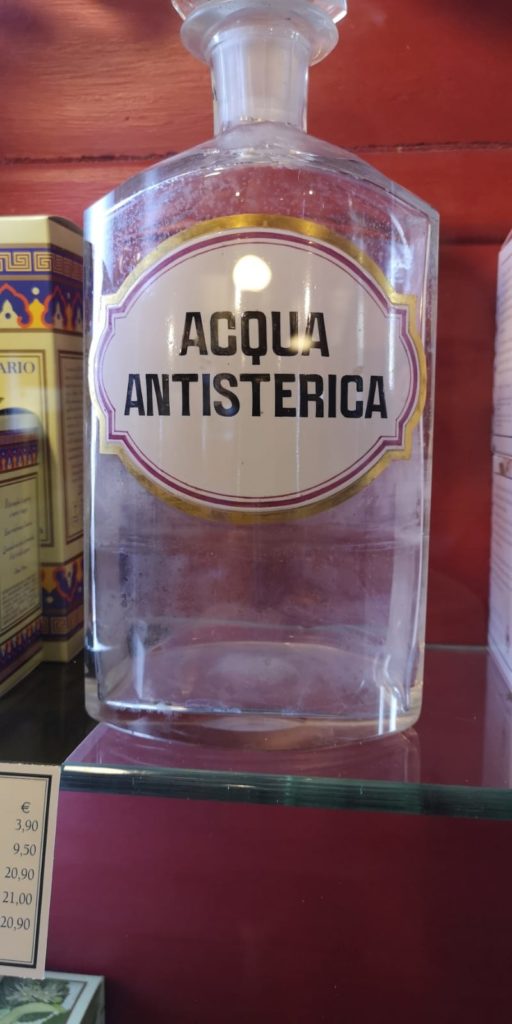 ACQUA
ANTISTERICA
ARIO
€
3,90
9,50
20,90
21,00
20,90